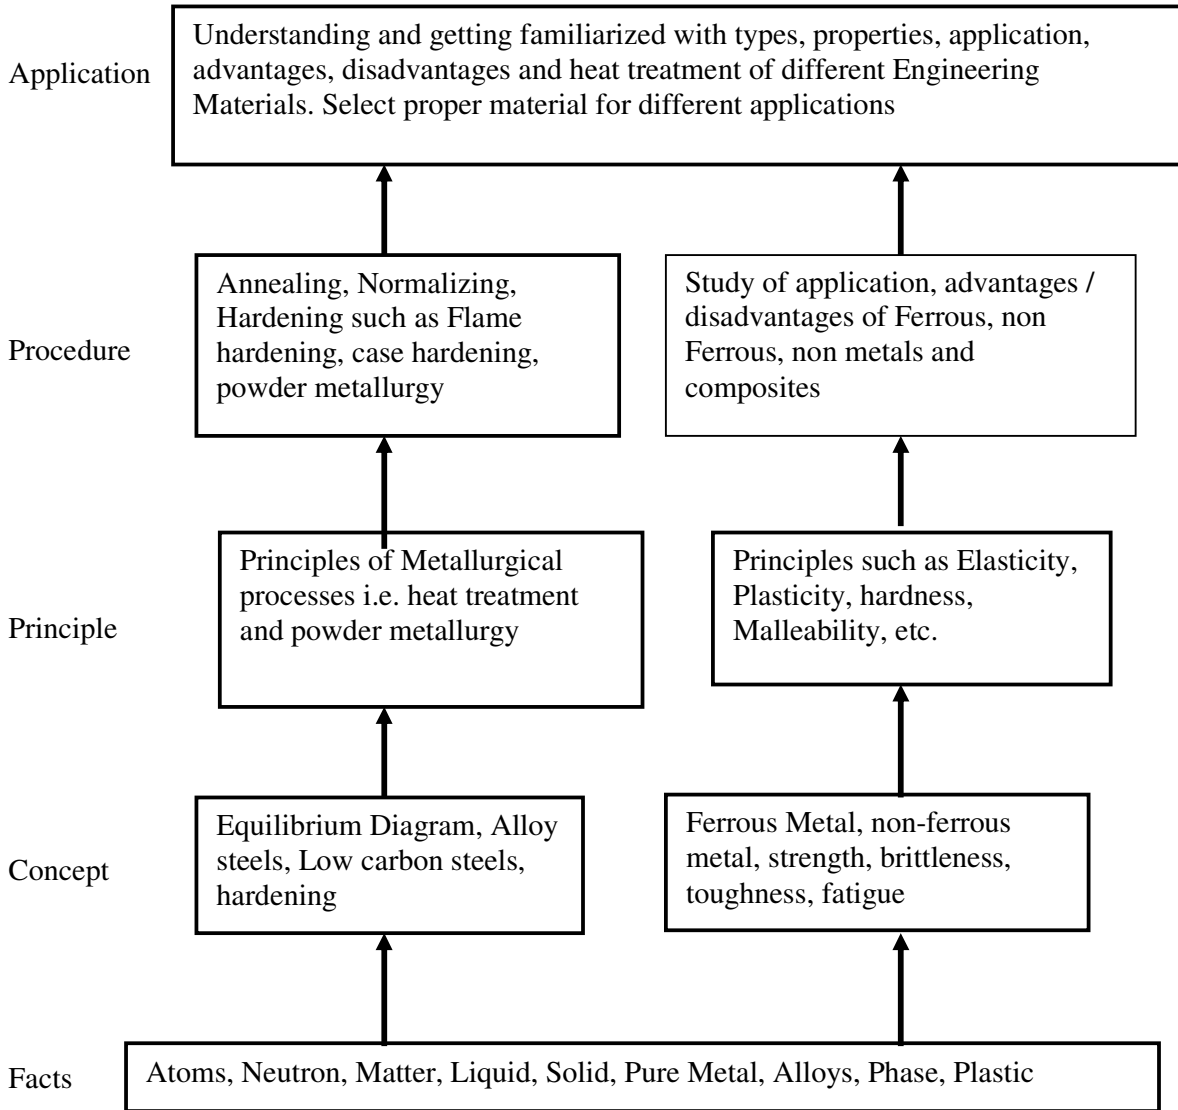 Application
Understanding and getting familiarized with types, properties, application,
advantages, disadvantages and heat treatment of different Engineering
Materials. Select proper material for different applications
Procedure
Annealing, Normalizing,
Hardening such as Flame
hardening, case hardening,
powder metallurgy
Study of application, advantages /
disadvantages of Ferrous, non
Ferrous, non metals and
composites
Principle
Principles of Metallurgical
processes i.e. heat treatment
and powder metallurgy
Principles such as Elasticity,
Plasticity, hardness,
Malleability, etc.
Concept
Equilibrium Diagram, Alloy
steels, Low carbon steels,
hardening
Ferrous Metal, non-ferrous
metal, strength, brittleness,
toughness, fatigue
Facts
Atoms, Neutron, Matter, Liquid, Solid, Pure Metal, Alloys, Phase, Plastic